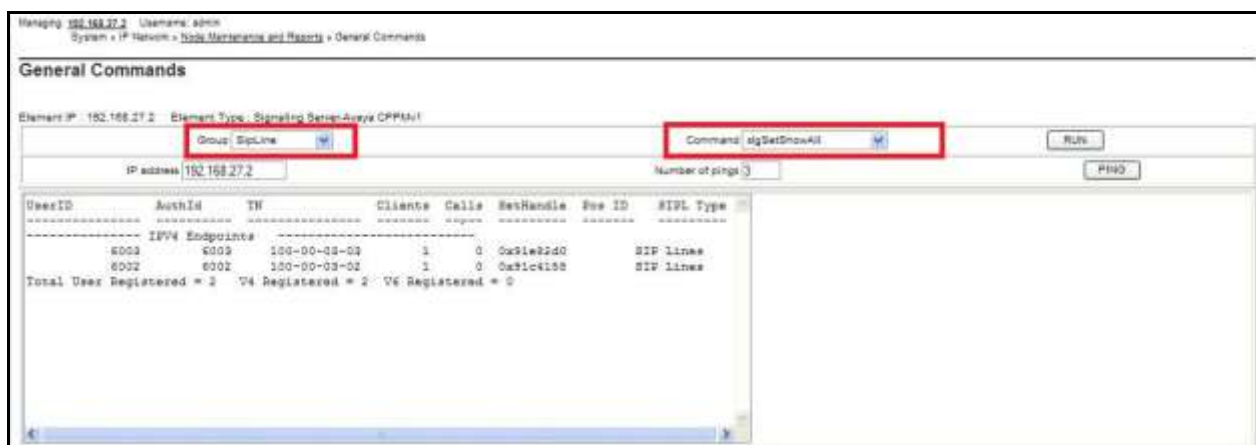 Managing: 192.168.27.2 Username: admin
System » IP Network » Node Maintenance and Reports » General Commands
General Commands
Element IP : 192.168.27.2 Element Type : Signaling Server-Avaya CPPMv1
Group SipLine Command slgSetShowAll RUN
IP address 192.168.27.2 Number of pings 3 PING
UserID AuthId TN Clients Calls SetHandle Pos ID SIPL Type
--------------- ---------- --------------- ------- ----- --------- ------- ---------
--------------- IPV4 Endpoints --------------------------
6003 6003 100-00-03-03 1 0 SIP Lines
6002 6002 100-00-03-02 1 0 0x91c4158 SIP Lines
Total User Registered = 2 V4 Registered = 2 V6 Registered = 0